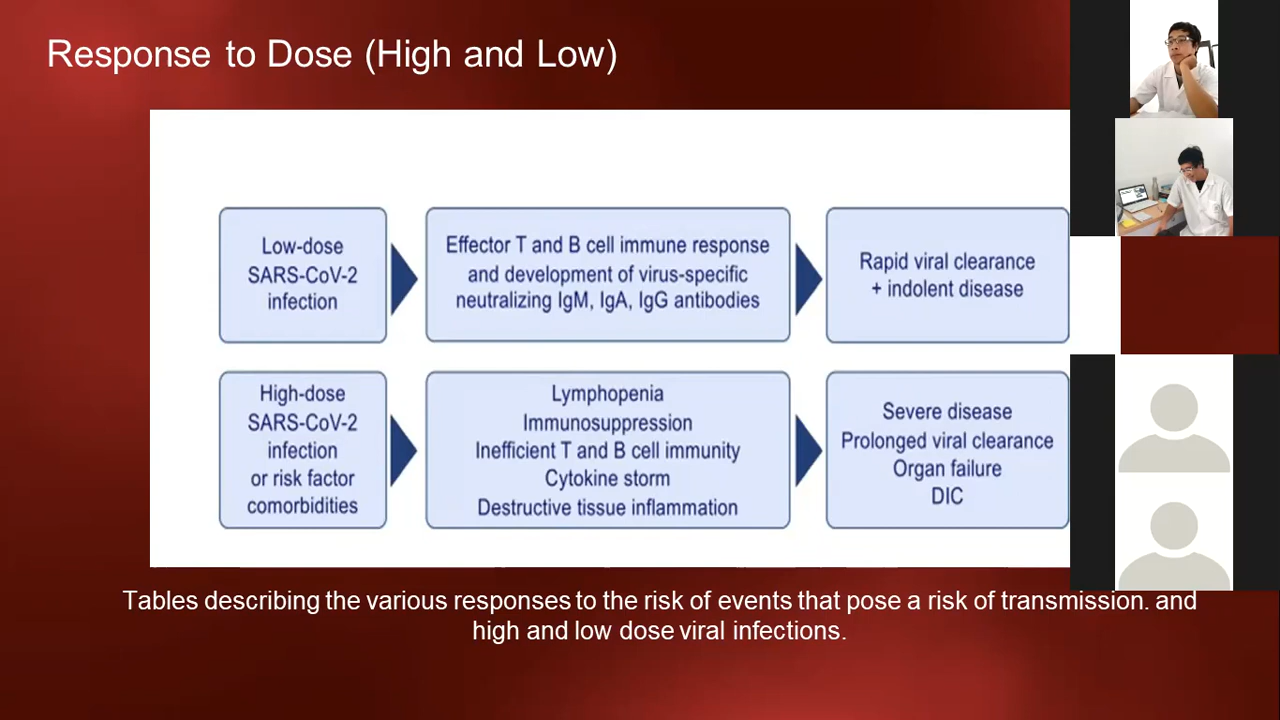 Response to Dose (High and Low)
Low-dose
SARS-CoV-2
infection
Effector T and B cell immune response
and development of virus-specific
neutralizing IgM, IgA, IgG antibodies
Rapid viral clearance
+ indolent disease
High-dose
SARS-CoV-2
infection
or risk factor
comorbidities
Lymphopenia
Immunosuppression
Inefficient T and B cell immunity
Cytokine storm
Destructive tissue inflammation
Severe disease
Prolonged viral clearance
Organ failure
DIC
Tables describing the various responses to the risk of events that pose a risk of transmission. and
high and low dose viral infections.